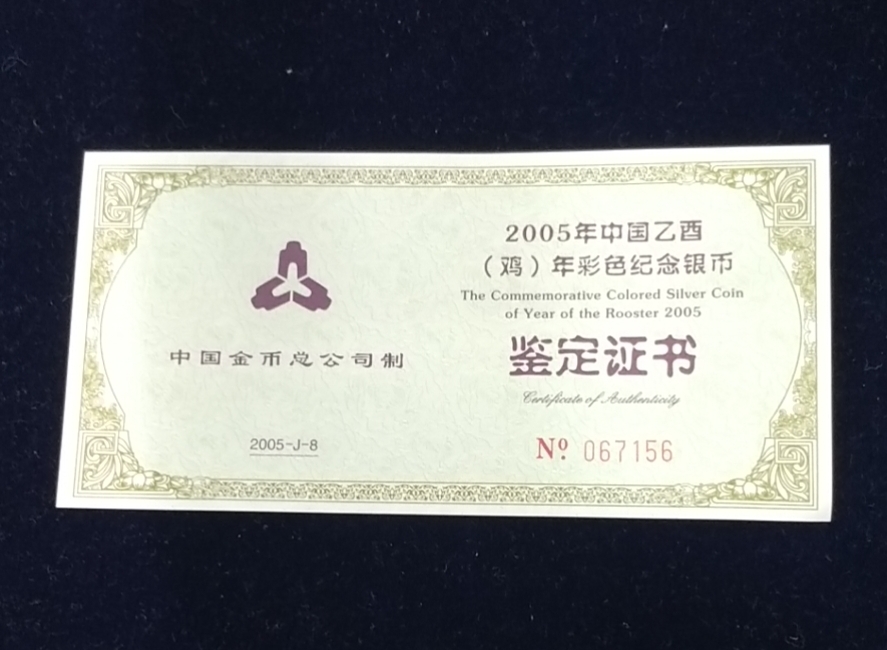 中国金币总公司制
2005-J-8
2005年中国乙酉
（鸡）年彩色纪念银币
The Commemorative Colored Silver Coin
of Year of the Rooster 2005
鉴定证书
Certificate of Authenticity
Nº 067156